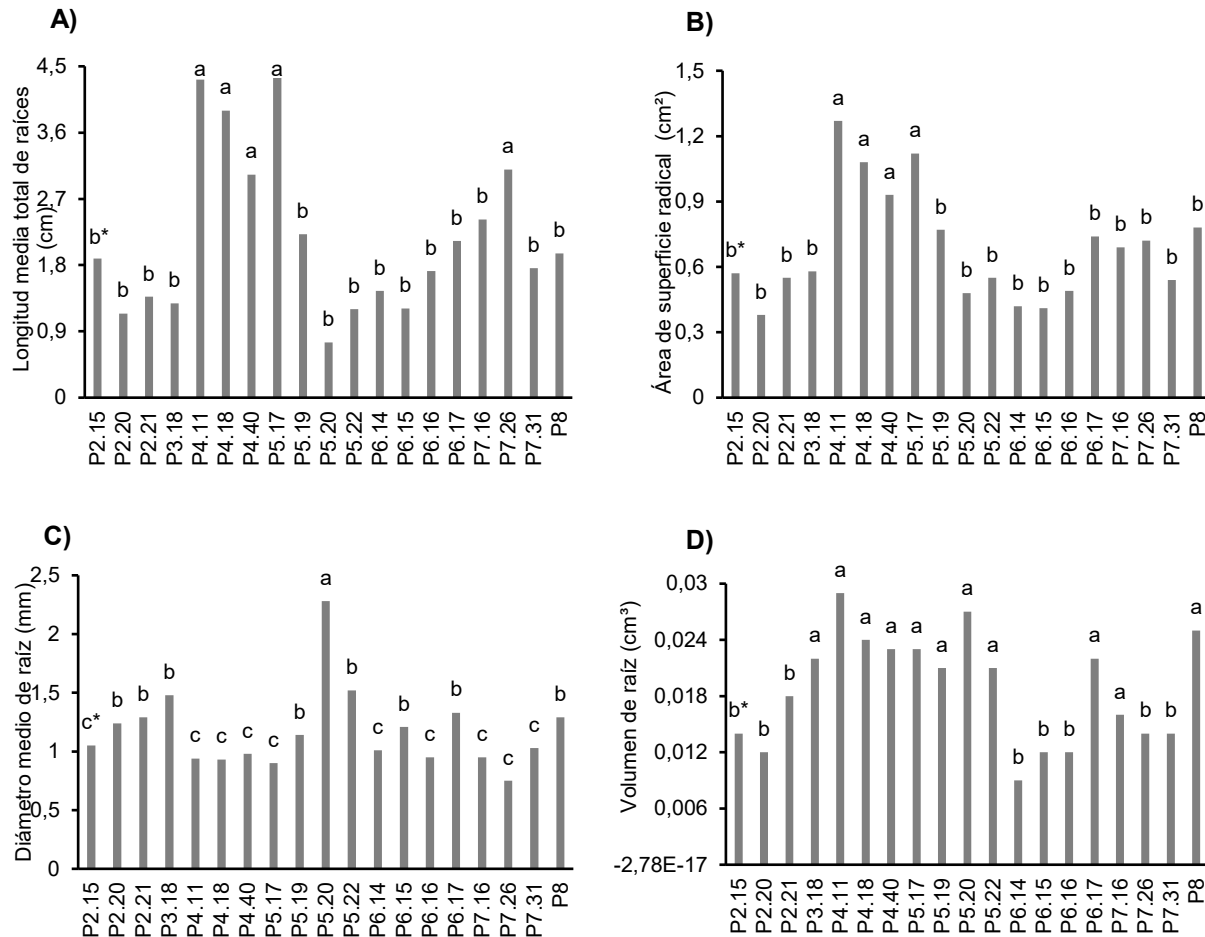 A)
Longitud media total de raíces
(cm)
4,5
3,6
2,7
1,8
0,9
0
b* b b b a a a a b b b b b b b b a b b
P2.15 P2.20 P2.21 P3.18 P4.11 P4.18 P4.40 P5.17 P5.19 P5.20 P5.22 P6.14 P6.15 P6.16 P6.17 P7.16 P7.26 P7.31 P8
B)
Área de superficie radical (cm²)
1,5
1,2
0,9
0,6
0,3
0
b* b b b a a a a b b b b b b b b b b b
P2.15 P2.20 P2.21 P3.18 P4.11 P4.18 P4.40 P5.17 P5.19 P5.20 P5.22 P6.14 P6.15 P6.16 P6.17 P7.16 P7.26 P7.31 P8
C)
Diámetro medio de raíz (mm)
2,5
2
1,5
1
0,5
0
c* b b b c c c c b a b c b c b c c c b
P2.15 P2.20 P2.21 P3.18 P4.11 P4.18 P4.40 P5.17 P5.19 P5.20 P5.22 P6.14 P6.15 P6.16 P6.17 P7.16 P7.26 P7.31 P8
D)
Volumen de raíz (cm³)
0,03
0,024
0,018
0,012
0,006
-2,78E-17
b* b b a a a a a a a a b b b a a b b a
P2.15 P2.20 P2.21 P3.18 P4.11 P4.18 P4.40 P5.17 P5.19 P5.20 P5.22 P6.14 P6.15 P6.16 P6.17 P7.16 P7.26 P7.31 P8